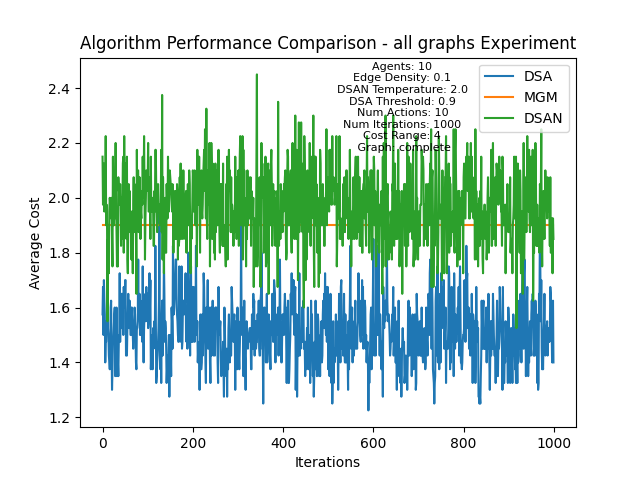 Algorithm Performance Comparison - all graphs Experiment
Agents: 10
Edge Density: 0.1
DSAN Temperature: 2.0
DSA Threshold: 0.9
Num Actions: 10
Num Iterations: 1000
Cost Range: 4
Graph: complete
DSA
MGM
DSAN
Average Cost
2.4
2.2
2.0
1.8
1.6
1.4
1.2
0
200
400
600
800
1000
Iterations